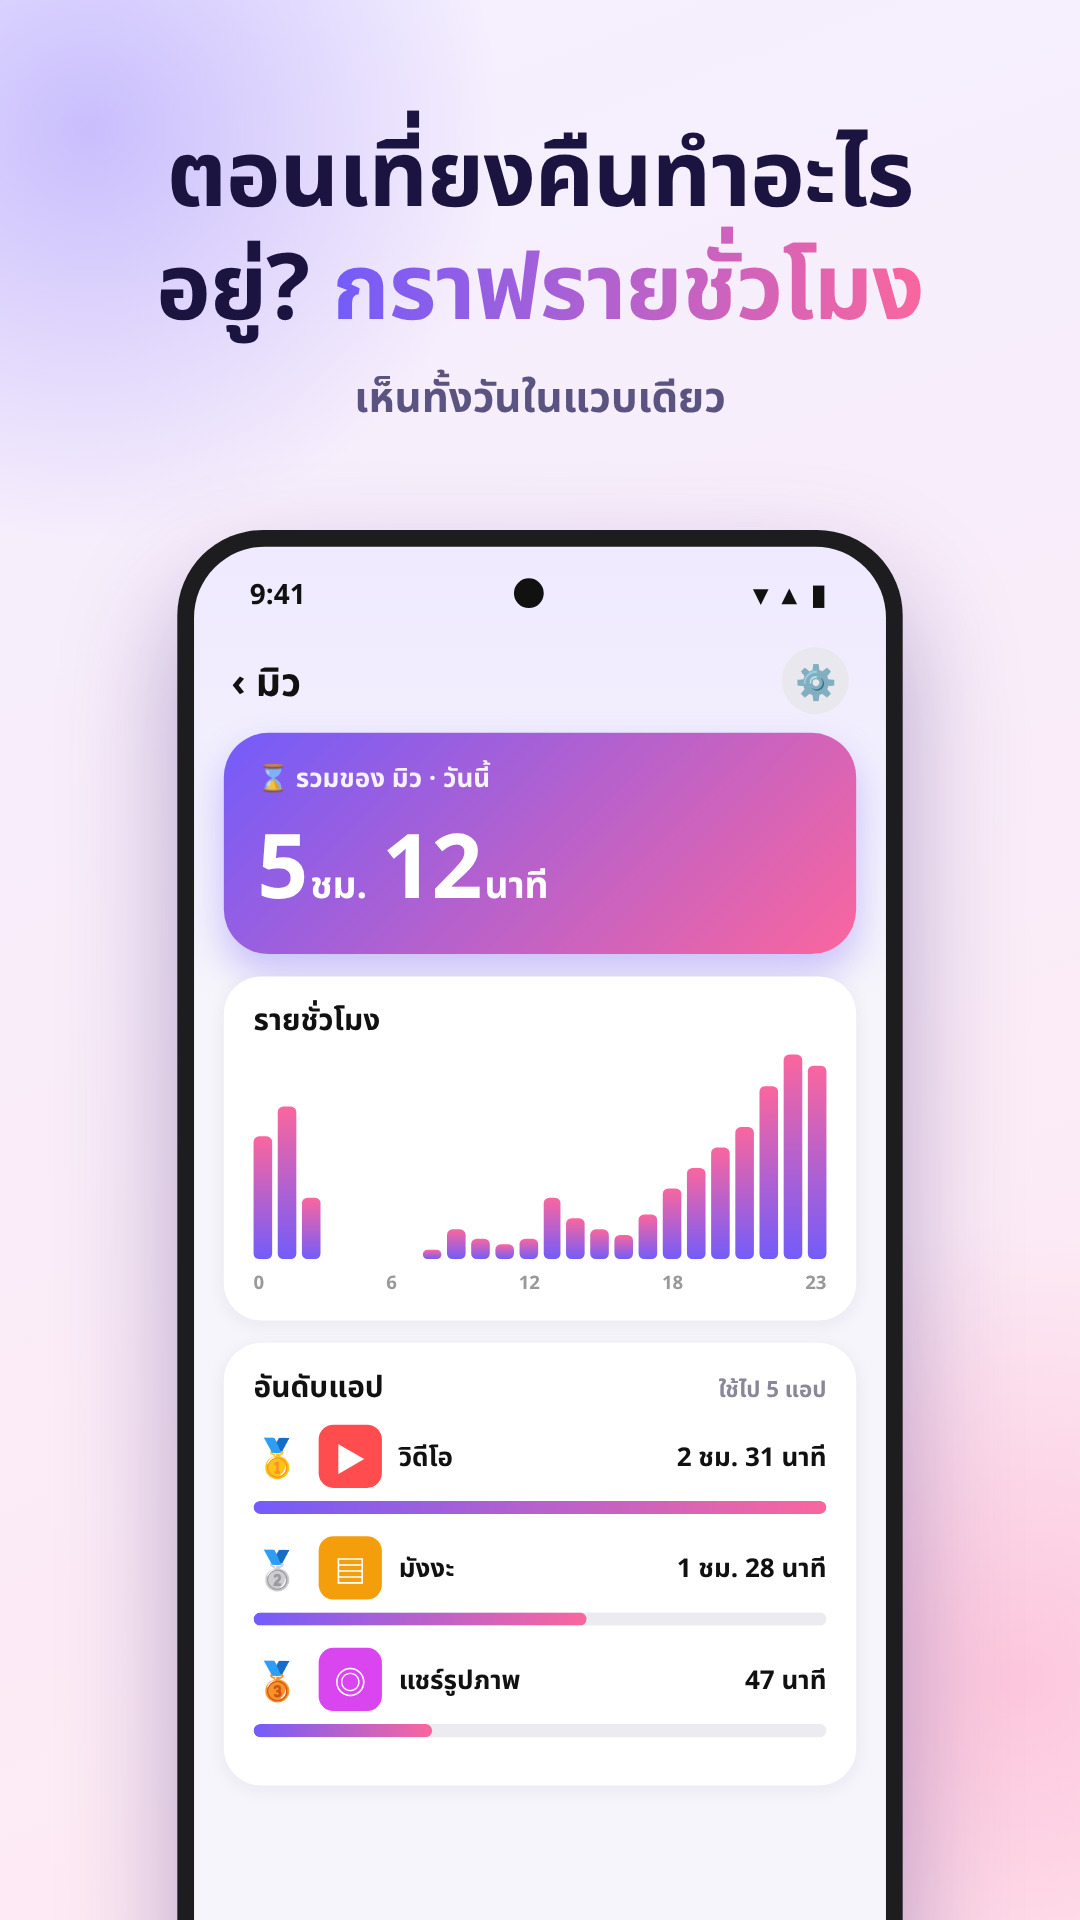 ตอนเที่ยงคืนทำอะไร
อยู่? กราฟรายชั่วโมง
เห็นทั้งวันในแวบเดียว
9:41
‹ มิว
⌛ รวมของ มิว · วันนี้
5 ชม. 12 นาที
รายชั่วโมง
0 6 12 18 23
อันดับแอป ใช้ไป 5 แอป
1 วิดีโอ 2 ชม. 31 นาที
2 มังงะ 1 ชม. 28 นาที
3 แชร์รูปภาพ 47 นาที